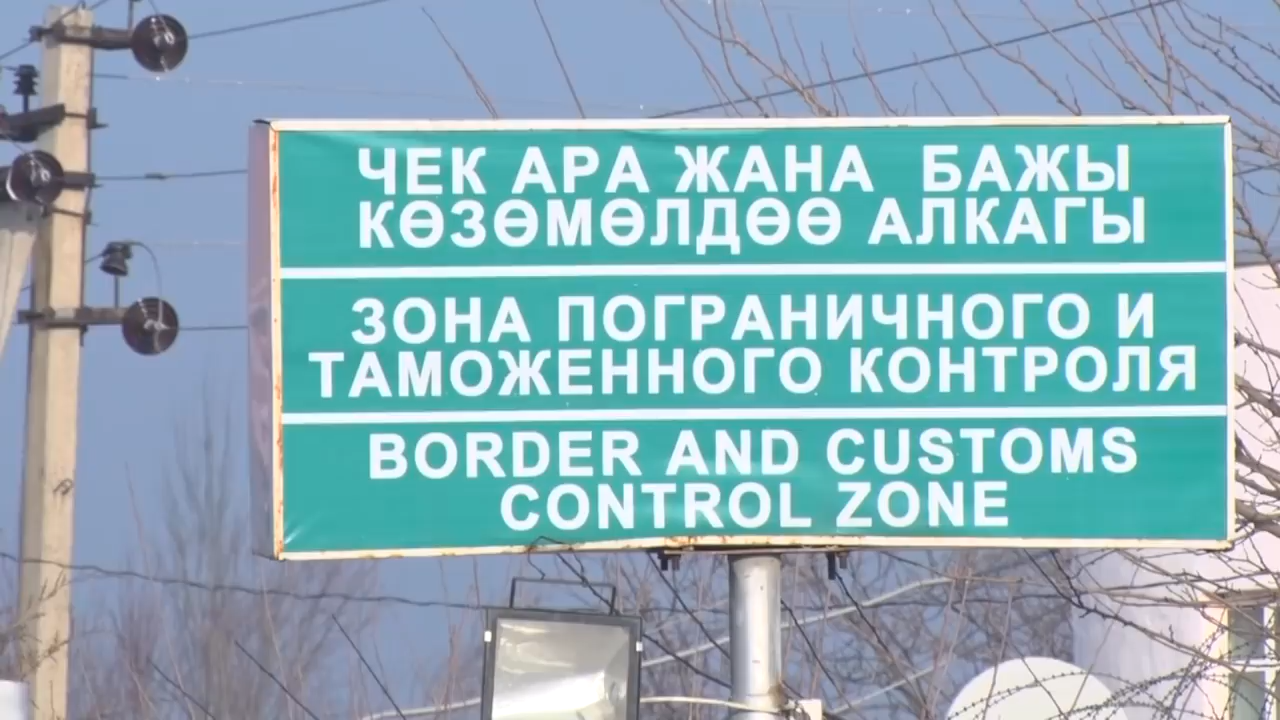 ЧЕК АРА ЖАНА БАЖЫ
КӨЗӨМӨЛДӨӨ АЛКАГЫ
ЗОНА ПОГРАНИЧНОГО И
ТАМОЖЕННОГО КОНТРОЛЯ
BORDER AND CUSTOMS
CONTROL ZONE